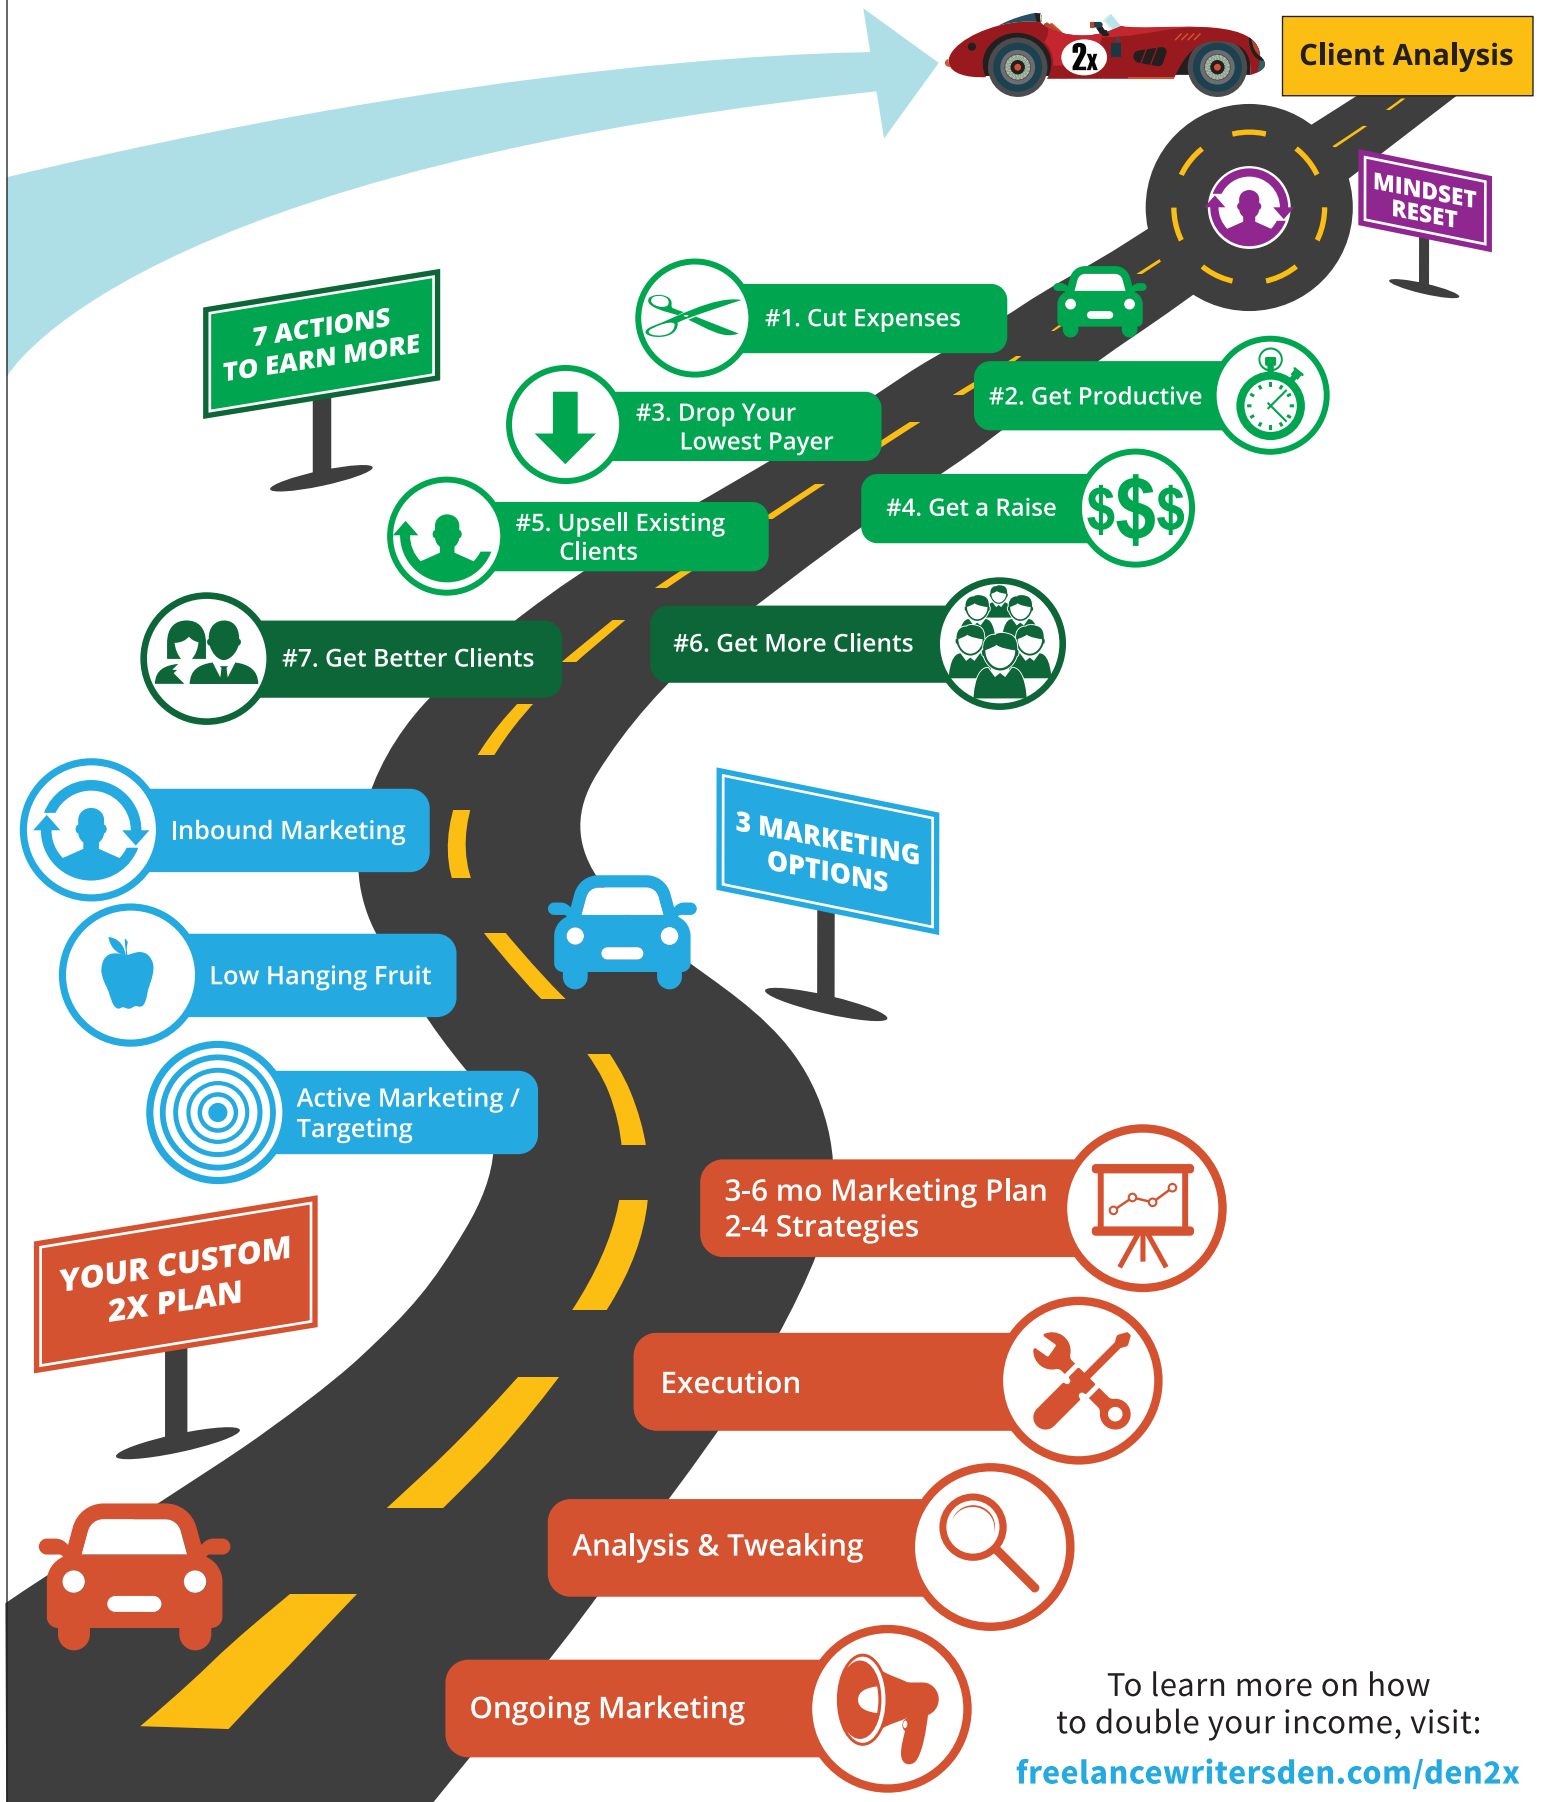 2x
Client Analysis
MINDSET
RESET
7 ACTIONS
TO EARN MORE
#1. Cut Expenses
#2. Get Productive
#3. Drop Your
Lowest Payer
#4. Get a Raise
$$$
#5. Upsell Existing
Clients
#6. Get More Clients
#7. Get Better Clients
3 MARKETING
OPTIONS
Inbound Marketing
Low Hanging Fruit
Active Marketing /
Targeting
YOUR CUSTOM
2X PLAN
3-6 mo Marketing Plan
2-4 Strategies
Execution
Analysis & Tweaking
Ongoing Marketing
To learn more on how
to double your income, visit:
freelancewritersden.com/den2x